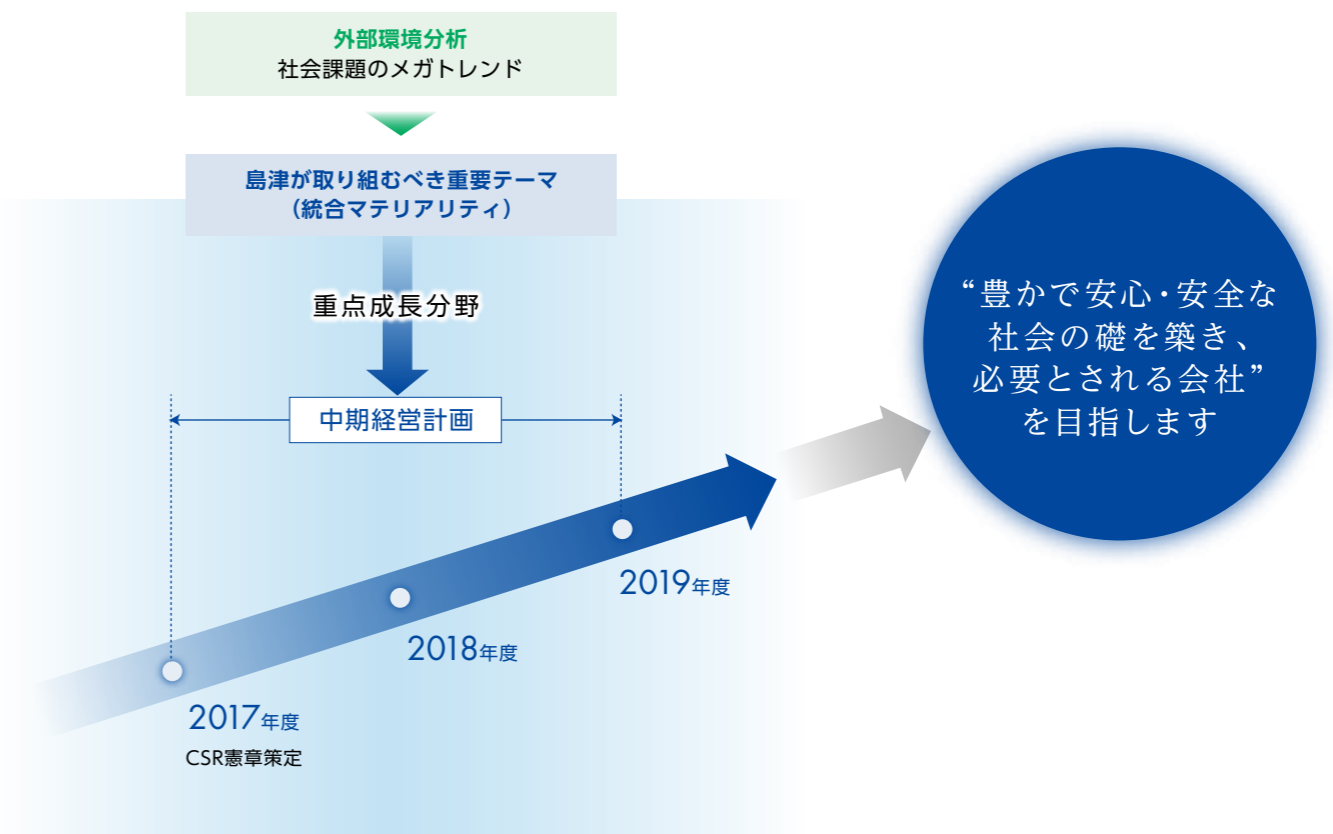 外部環境分析
社会課題のメガトレンド
島津が取り組むべき重要テーマ
（統合マテリアリティ）
重点成長分野
中期経営計画
2017年度
CSR憲章策定
2018年度
2019年度
“豊かで安心・安全な
社会の礎を築き、
必要とされる会社”
を目指します